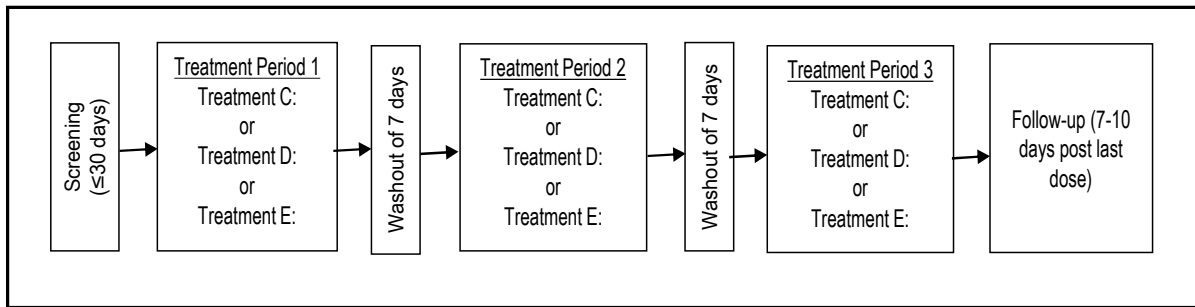 Screening
(≤30 days)
Treatment Period 1
Treatment C:
or
Treatment D:
or
Treatment E:
Washout of 7 days
Treatment Period 2
Treatment C:
or
Treatment D:
or
Treatment E:
Washout of 7 days
Treatment Period 3
Treatment C:
or
Treatment D:
or
Treatment E:
Follow-up (7-10
days post last
dose)